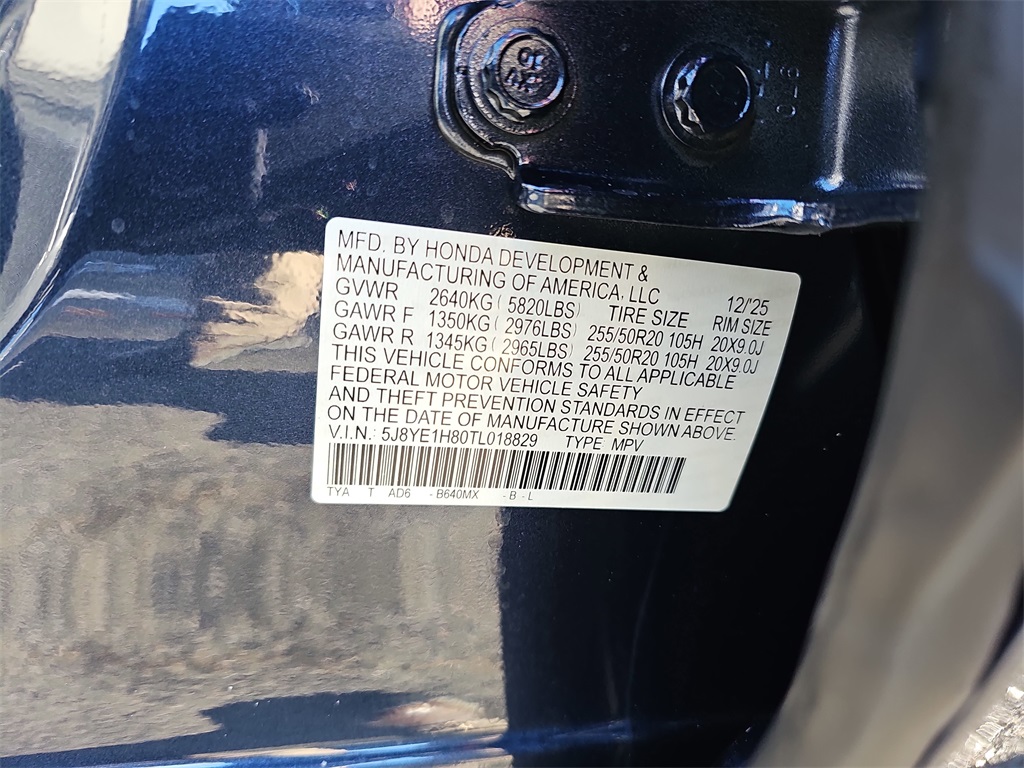 MFD. BY HONDA DEVELOPMENT &
MANUFACTURING OF AMERICA, LLC 12/'25
GVWR 2640KG ( 5820LBS) TIRE SIZE RIM SIZE
GAWR F 1350KG ( 2976LBS) 255/50R20 105H 20X9.0J
GAWR R 1345KG ( 2965LBS) 255/50R20 105H 20X9.0J
THIS VEHICLE CONFORMS TO ALL APPLICABLE
FEDERAL MOTOR VEHICLE SAFETY
AND THEFT PREVENTION STANDARDS IN EFFECT
ON THE DATE OF MANUFACTURE SHOWN ABOVE.
V.I.N.: 5J8YE1H80TL018829 TYPE: MPV
TYA T AD6 -B640MX -B -L